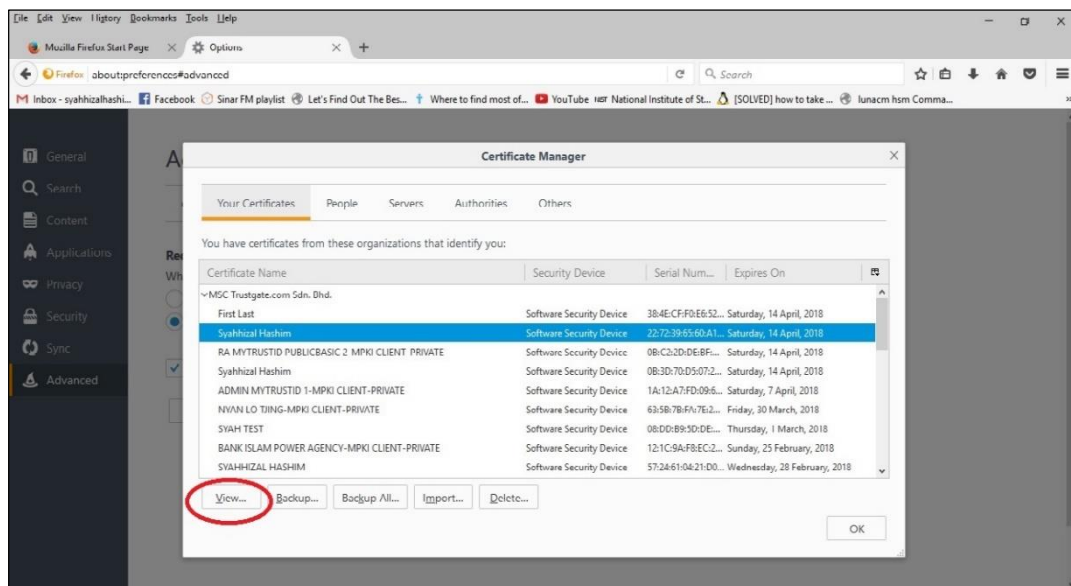 File Edit View History Bookmarks Tools Help
Mozilla Firefox Start Page Options
Firefox about:preferences#advanced Search
Inbox - syahhizalhashi... Facebook Sinar FM playlist Let's Find Out The Bes... Where to find most of... YouTube NIST National Institute of St... [SOLVED] how to take ... lunacm hsm Comma...
General
Search
Content
Applications
Privacy
Security
Sync
Advanced
A
Certificate Manager
Your Certificates People Servers Authorities Others
You have certificates from these organizations that identify you:
Certificate Name Security Device Serial Num... Expires On
MSC Trustgate.com Sdn. Bhd.
First Last Software Security Device 38:4E:CF:F0:E6:52... Saturday, 14 April, 2018
Syahhizal Hashim Software Security Device 22:72:39:65:60:A1... Saturday, 14 April, 2018
RA MYTRUSTID PUBLICBASIC 2 MPKI CLIENT PRIVATE Software Security Device 0B:C2:2D:DE:BF:... Saturday, 14 April, 2018
Syahhizal Hashim Software Security Device 0B:3D:70:D5:07:2... Saturday, 14 April, 2018
ADMIN MYTRUSTID 1-MPKI CLIENT-PRIVATE Software Security Device 1A:12:A7:FD:09:6... Saturday, 7 April, 2018
NYAN LO TJING-MPKI CLIENT-PRIVATE Software Security Device 63:5B:7B:FA:7E:2... Friday, 30 March, 2018
SYAH TEST Software Security Device 08:DD:B9:5D:DE:... Thursday, 1 March, 2018
BANK ISLAM POWER AGENCY-MPKI CLIENT-PRIVATE Software Security Device 12:1C:9A:F8:EC:2... Sunday, 25 February, 2018
SYAHHIZAL HASHIM Software Security Device 57:24:61:04:21:D0... Wednesday, 28 February, 2018
View... Backup... Backup All... Import... Delete...
OK